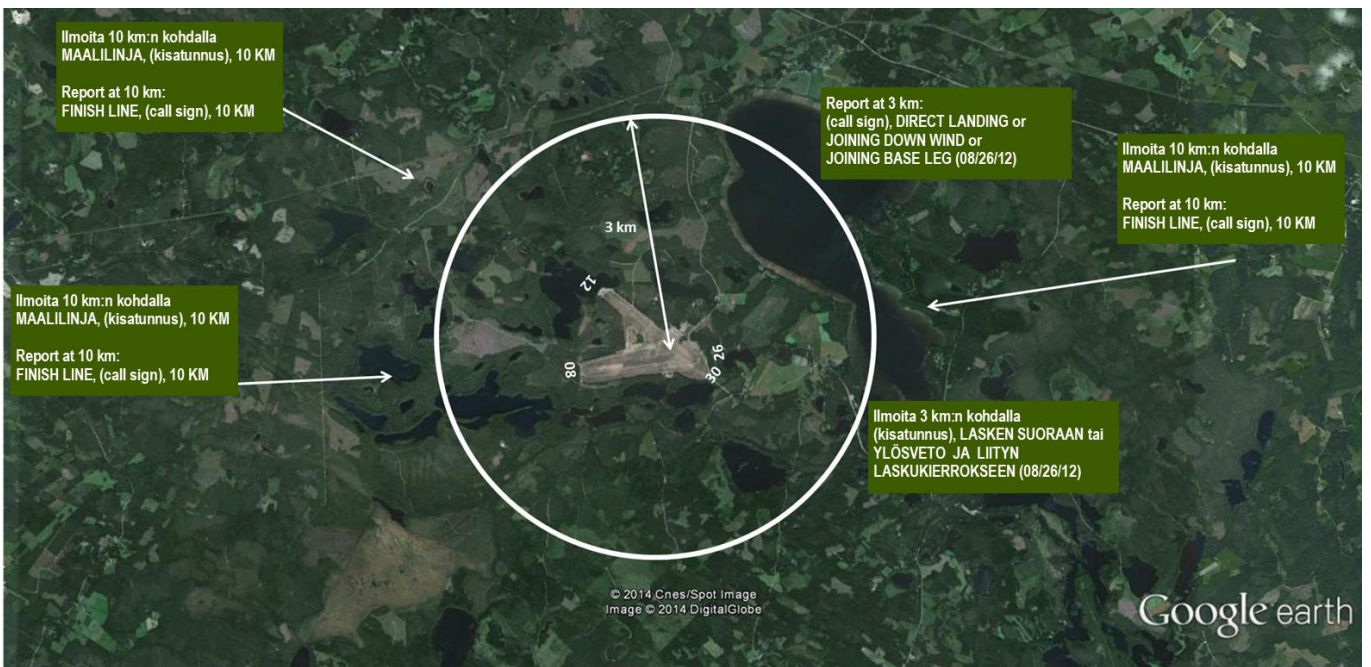 Ilmoita 10 km:n kohdalla
MAALILINJA, (kisatunnus), 10 KM
Report at 10 km:
FINISH LINE, (call sign), 10 KM
Report at 3 km:
(call sign), DIRECT LANDING or
JOINING DOWN WIND or
JOINING BASE LEG (08/26/12)
Ilmoita 10 km:n kohdalla
MAALILINJA, (kisatunnus), 10 KM
Report at 10 km:
FINISH LINE, (call sign), 10 KM
3 km
12
Ilmoita 10 km:n kohdalla
MAALILINJA, (kisatunnus), 10 KM
Report at 10 km:
FINISH LINE, (call sign), 10 KM
08
26
30
Ilmoita 3 km:n kohdalla
(kisatunnus), LASKEN SUORAAN tai
YLÖSVETO JA LIITYN
LASKUKIERROKSEEN (08/26/12)
© 2014 Cnes/Spot Image
Image © 2014 DigitalGlobe
Google earth